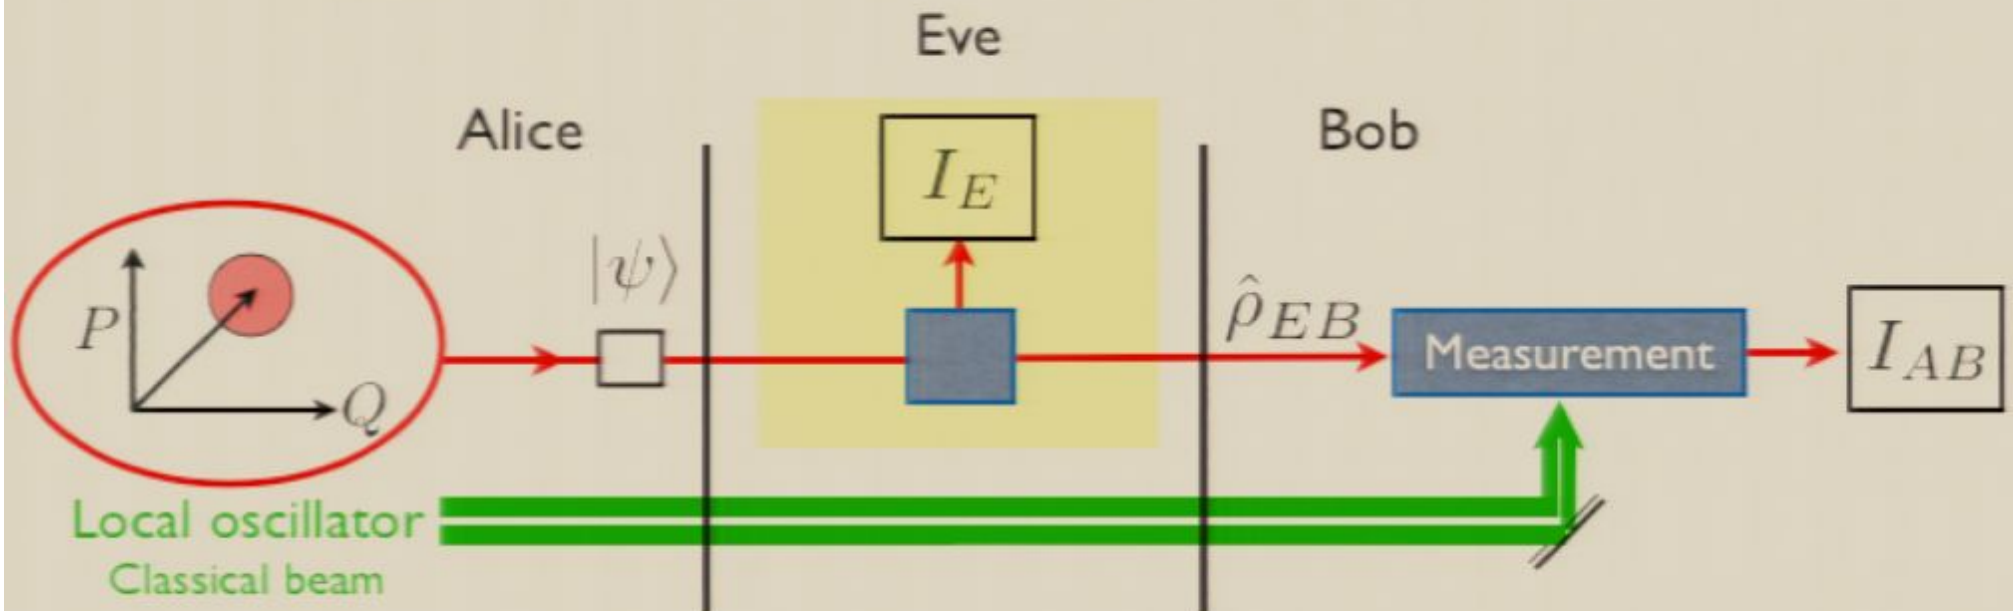 Eve
Alice
Bob
I_E
|ψ⟩
P
Q
ρ̂_EB
Measurement
I_AB
Local oscillator
Classical beam